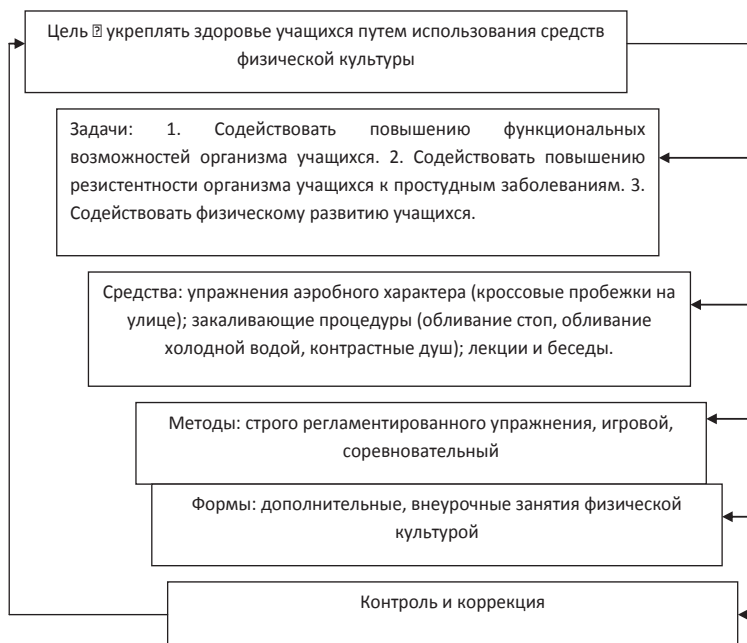 Цель ⍰ укреплять здоровье учащихся путем использования средств
физической культуры
Задачи: 1. Содействовать повышению функциональных
возможностей организма учащихся. 2. Содействовать повышению
резистентности организма учащихся к простудным заболеваниям. 3.
Содействовать физическому развитию учащихся.
Средства: упражнения аэробного характера (кроссовые пробежки на
улице); закаливающие процедуры (обливание стоп, обливание
холодной водой, контрастные душ); лекции и беседы.
Методы: строго регламентированного упражнения, игровой,
соревновательный
Формы: дополнительные, внеурочные занятия физической
культурой
Контроль и коррекция